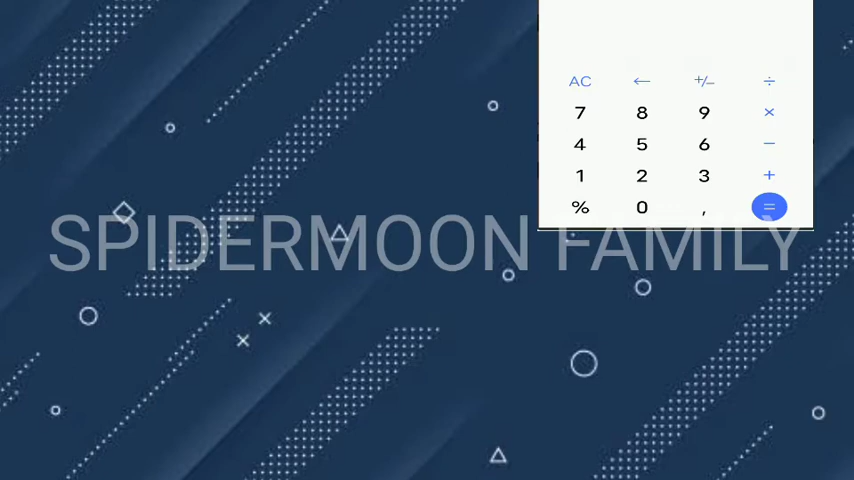 AC ← +/− ÷
7 8 9 ×
4 5 6 −
1 2 3 +
% 0 , =
SPIDERMOON FAMILY